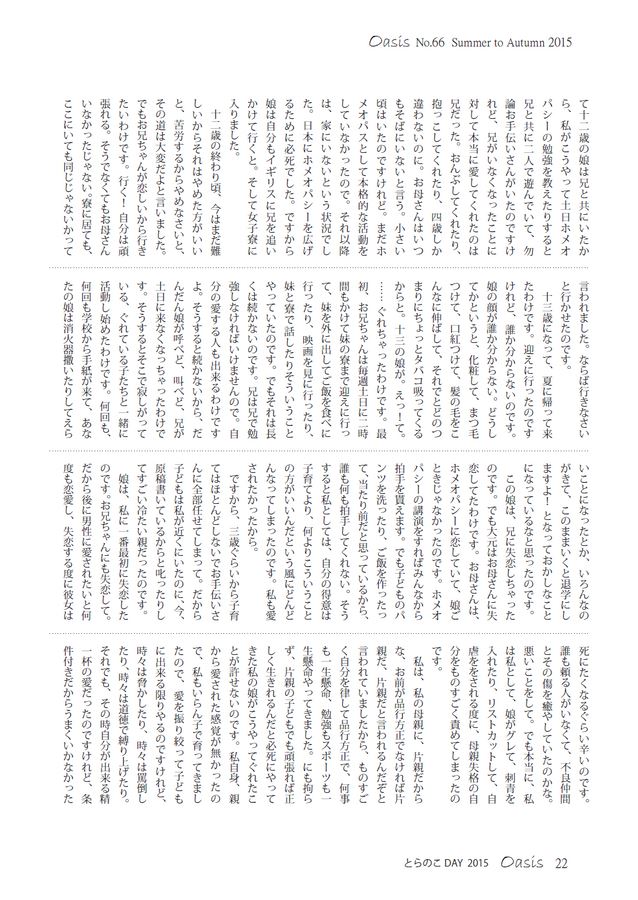 Oasis No.66 Summer to Autumn 2015
て十二歳の娘は兄と共にいたか
ら、私がこうやって土日ホメオ
パシーの勉強を教えたりすると
兄と共に二人で遊んでいて、勿
論お手伝いさんがいたのですけ
れど、兄がいなくなったことに
対して本当に愛してくれたのは
兄だった。おんぶしてくれたり、
抱っこしてくれたり、四歳しか
違わないのに。お母さんはいつ
もそばにいないと言う。小さい
頃はいたのですけれど。まだホ
メオパスとして本格的な活動を
していなかったので。それ以降
は、家にいないという状況でし
た。日本にホメオパシーを広げ
るために必死でした。ですから
娘は自分もイギリスに兄を追い
かけて行くと。そして女子寮に
入りました。
十二歳の終わり頃、今はまだ難
しいからそれはやめた方がいい
と、苦労するからやめなさいと、
その道は大変だよと言いました。
でもお兄ちゃんが恋しいから行き
たいわけです。行く！自分は頑
張れる。そうでなくてもお母さん
いなかったじゃない。寮に居ても、
ここにいても同じじゃないかって
言われました。ならば行きなさい
と行かせたのです。
十三歳になって、夏に帰って来
たわけです。迎えに行ったのです
けれど、誰か分からないのです。
娘の顔が誰か分からない。どうし
てかというと、化粧して、まつ毛
つけて、口紅つけて、髪の毛をこ
んなに伸ばして、それでとどのつ
まりにちょっとタバコ吸ってくる
からと。十三の娘が。えっ！て。
……ぐれちゃったわけです。最
初、お兄ちゃんは毎週土日に二時
間もかけて妹の寮まで迎えに行っ
て、妹を外に出してご飯を食べに
行ったり、映画を見に行ったり、
妹と寮で話したりそういうこと
やっていたのです。でもそれは長
くは続かないのです。兄は兄で勉
強しなければいけませんので。自
分の愛する人も出来るわけです
よ。そうすると続かないから、だ
んだん娘が呼べど、叫べど、兄が
土日に来なくなっちゃったわけで
す。そうするとそこで寂しがって
いる、ぐれている子たちと一緒に
活動し始めたわけです。何回も、
何回も学校から手紙が来て、あな
たの娘は消火器撒いたりしてえら
いことになったとか、いろんなの
がきて、このままいくと退学にし
ますよ！となっておかしなこと
になっているなと思ったのです。
この娘は、兄に失恋しちゃった
のです。でも大元はお母さんに失
恋してたわけです。お母さんは、
ホメオパシーに恋していて、娘ご
ときじゃなかったのです。ホメオ
パシーの講演をすればみんなから
拍手を貰えます。でも子どものパ
ンツを洗ったり、ご飯を作ったっ
て、当たり前だと思っているから、
誰も何も拍手してくれない。そう
すると私としては、自分の得意は
子育てより、何よりこういうこと
の方がいいんだという風にどんど
んなってしまったのです。私も愛
されたかったから。
ですから、三歳ぐらいから子育
てはほとんどしないでお手伝いさ
んに全部任せてしまって。だから
子どもは私が近くにいたのに、今、
原稿書いているからと叱ったりし
てすごい冷たい親だったのです。
娘は、私に一番最初に失恋した
のです。お兄ちゃんにも失恋して。
だから後に男性に愛されたいと何
度も恋愛し、失恋する度に彼女は
死にたくなるぐらい辛いのです。
誰も頼る人がいなくて、不良仲間
とその傷を癒やしていたのかな。
悪いことをして。でも本当に、私
は私として、娘がグレて、刺青を
入れたり、リストカットして、自
虐をされる度に、母親失格の自
分をものすごく責めてしまったの
です。
私は、私の母親に、片親だから
な、お前が品行方正でなければ片
親だ、片親だと言われるんだぞと
言われていましたから、ものすご
く自分を律して品行方正で、何事
も一生懸命、勉強もスポーツも一
生懸命やってきました。にも拘ら
ず、片親の子どもでも頑張れば正
しく生きれるんだと必死にやって
きた私の娘がこうやってぐれたこ
とが許せないのです。私自身、親
から愛された感覚が無かったの
で、私もいらん子で育ってきまし
たので、愛を振り絞って子ども
に出来る限りやるのですけれど、
時々は脅かしたり、時々は罵倒し
たり、時々は道徳で縛り上げたり。
それでも、その時自分が出来る精
一杯の愛だったのですけれど、条
件付きだからうまくいかなかった
とらのこ DAY 2015 Oasis 22